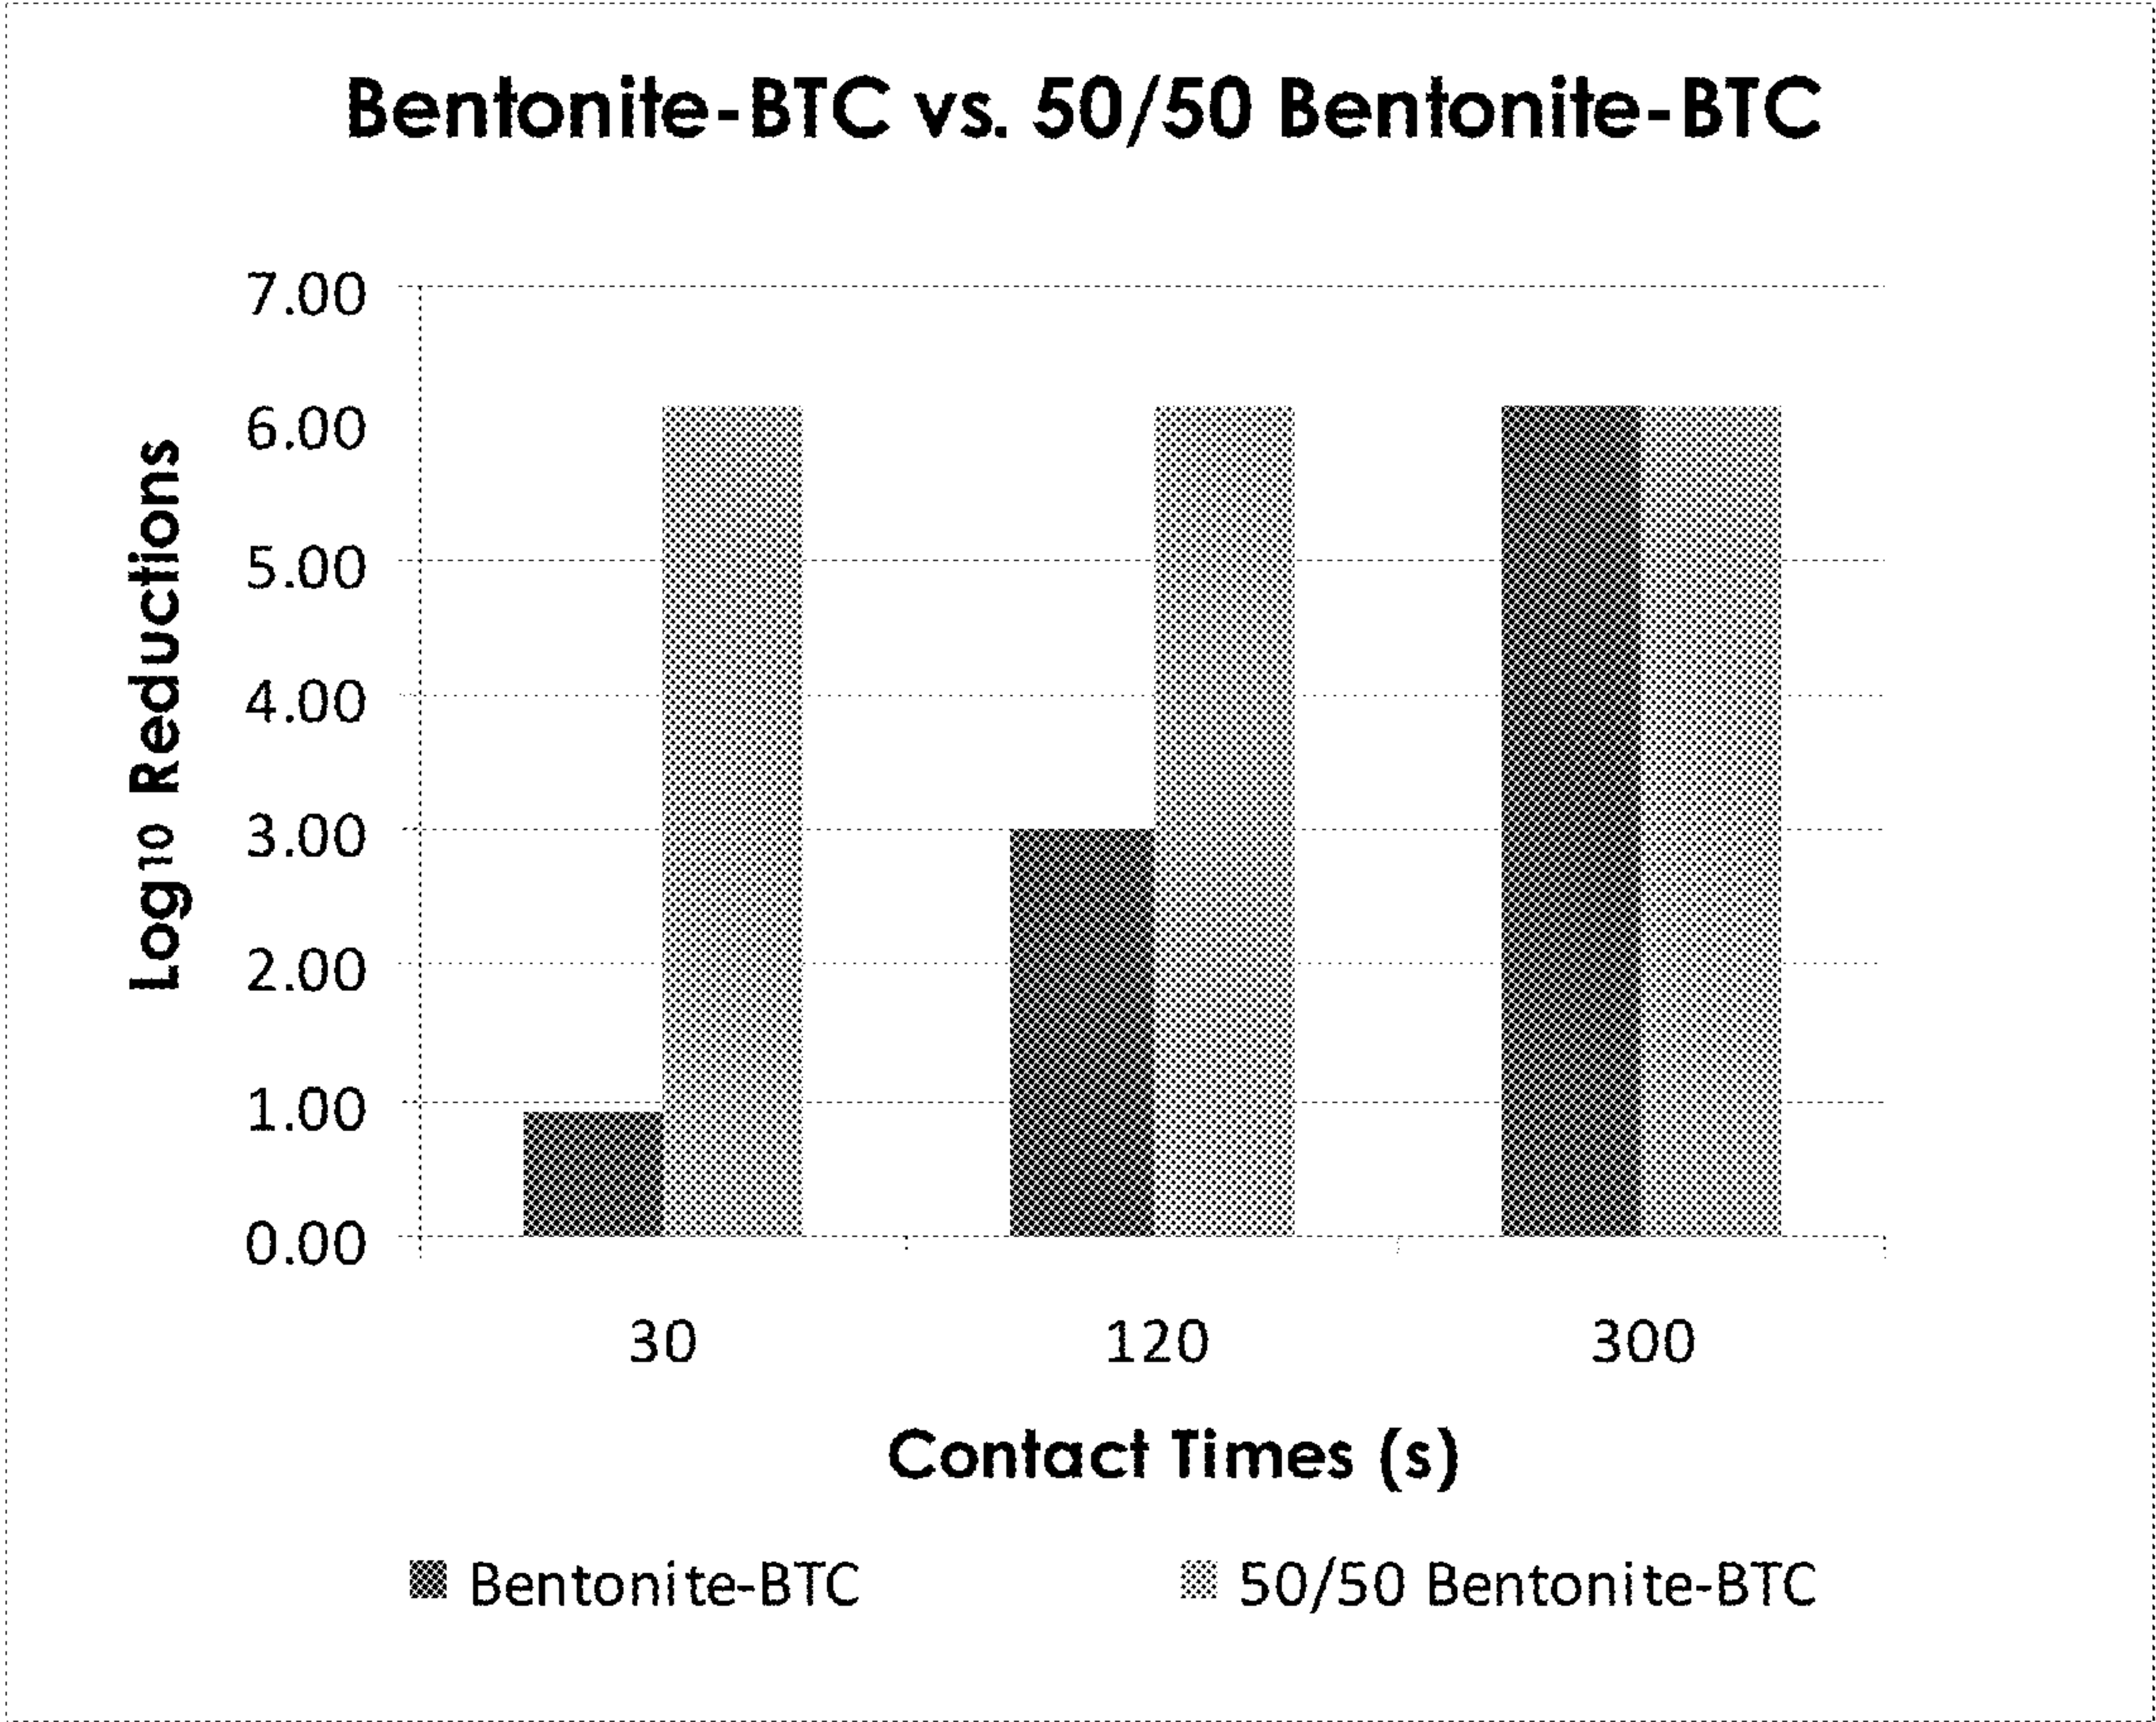 Bentonite-BTC vs. 50/50 Bentonite-BTC
7.00
6.00
5.00
4.00
3.00
2.00
1.00
0.00
Log10 Reductions
30 120 300
Contact Times (s)
Bentonite-BTC 50/50 Bentonite-BTC